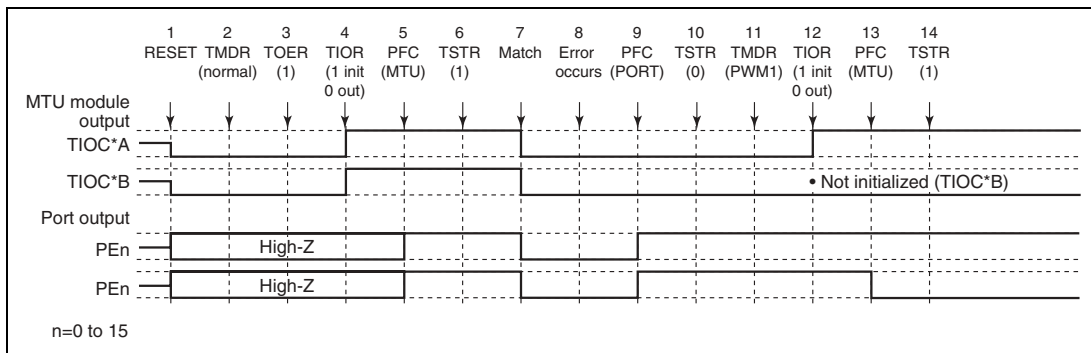 1 2 3 4 5 6 7 8 9 10 11 12 13 14
RESET TMDR TOER TIOR PFC TSTR Match Error PFC TSTR TMDR TIOR PFC TSTR
(normal) (1) (1 init (MTU) (1) occurs (PORT) (0) (PWM1) (1 init (MTU) (1)
0 out) 0 out)
MTU module
output
TIOC*A
TIOC*B
• Not initialized (TIOC*B)
Port output
PEn
High-Z
PEn
High-Z
n=0 to 15